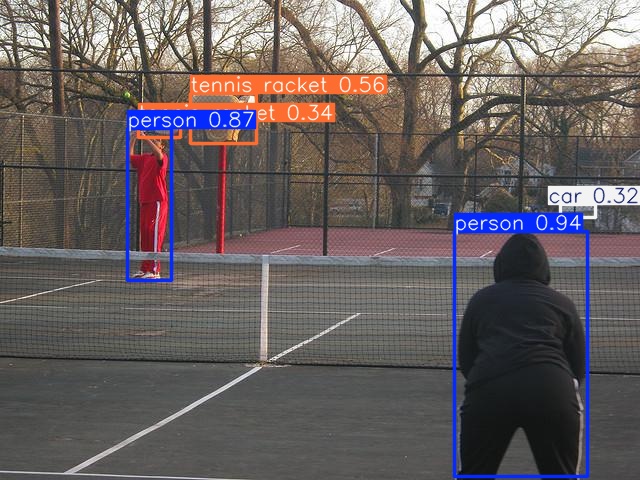 tennis racket 0.56
et 0.34
person 0.87
car 0.32
person 0.94